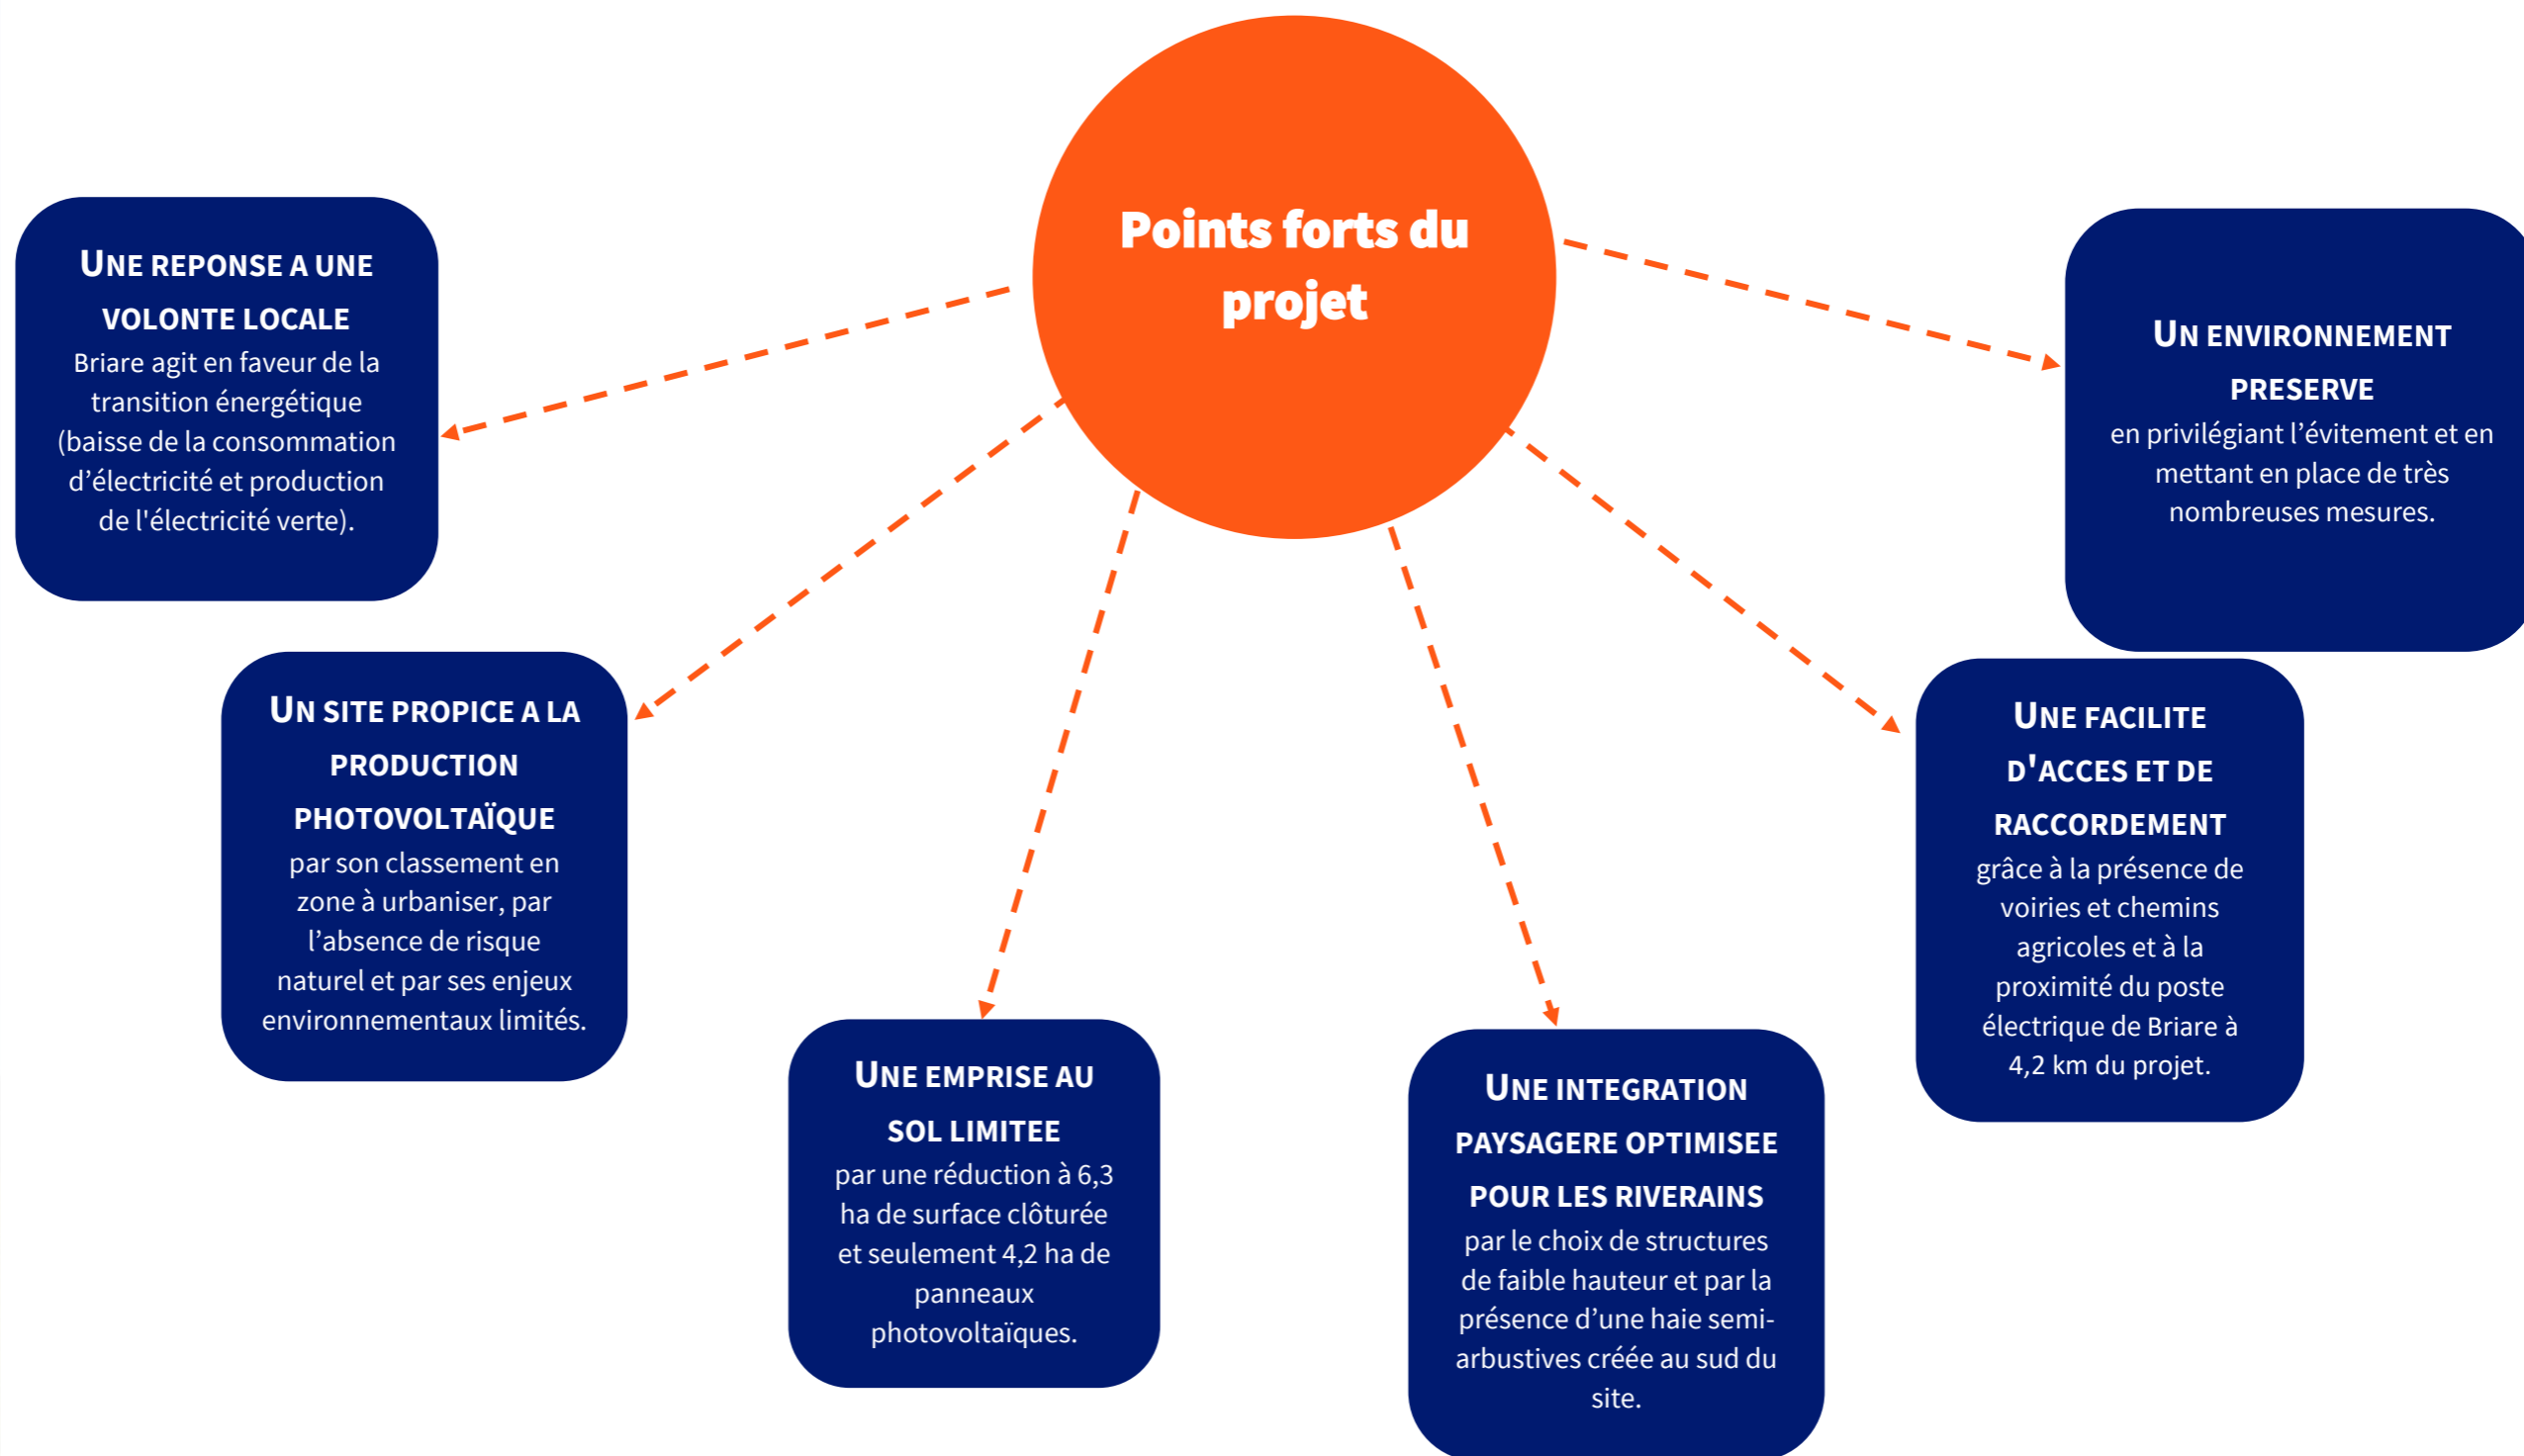 Points forts du
projet
UNE REPONSE A UNE
VOLONTE LOCALE
Briare agit en faveur de la
transition énergétique
(baisse de la consommation
d’électricité et production
de l'électricité verte).
UN SITE PROPICE A LA
PRODUCTION
PHOTOVOLTAÏQUE
par son classement en
zone à urbaniser, par
l’absence de risque
naturel et par ses enjeux
environnementaux limités.
UNE EMPRISE AU
SOL LIMITEE
par une réduction à 6,3
ha de surface clôturée
et seulement 4,2 ha de
panneaux
photovoltaïques.
UNE INTEGRATION
PAYSAGERE OPTIMISEE
POUR LES RIVERAINS
par le choix de structures
de faible hauteur et par la
présence d’une haie semi-
arbustives créée au sud du
site.
UNE FACILITE
D'ACCES ET DE
RACCORDEMENT
grâce à la présence de
voiries et chemins
agricoles et à la
proximité du poste
électrique de Briare à
4,2 km du projet.
UN ENVIRONNEMENT
PRESERVE
en privilégiant l’évitement et en
mettant en place de très
nombreuses mesures.